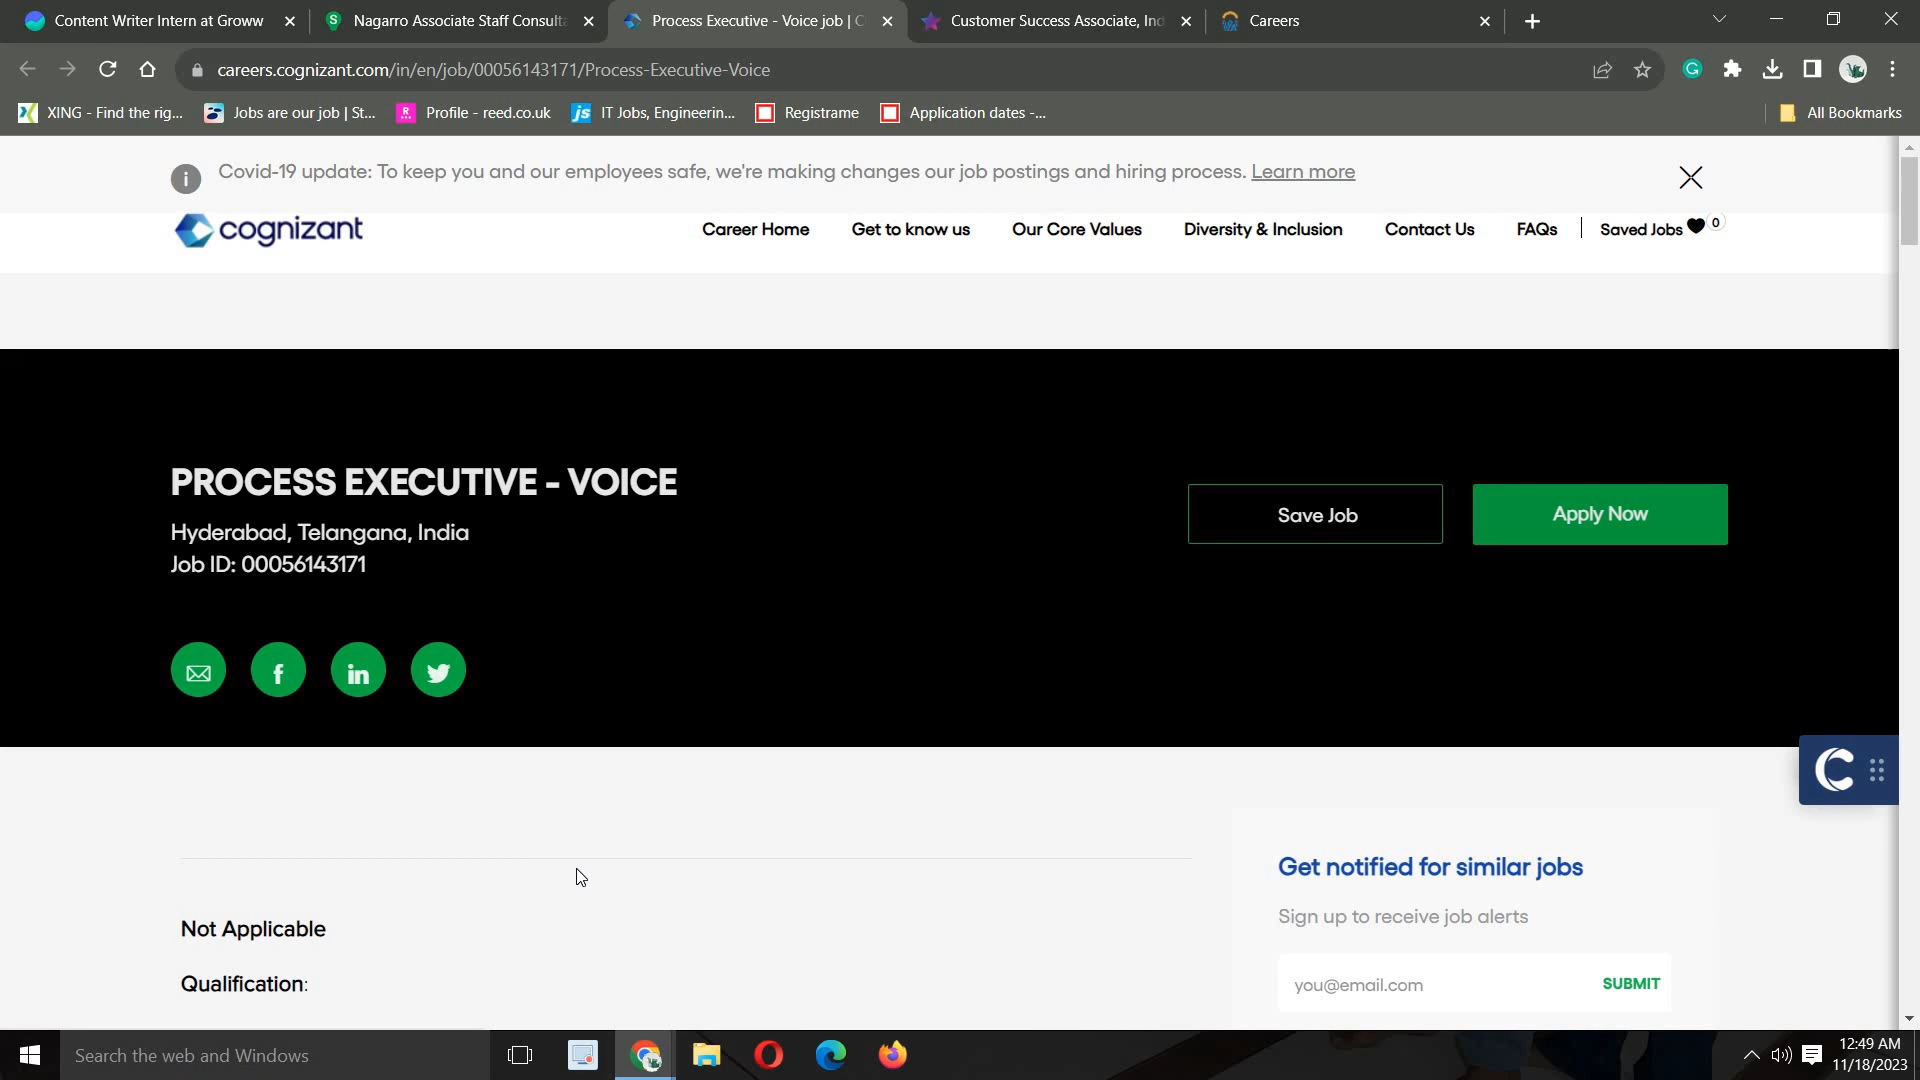 Content Writer Intern at Groww
Nagarro Associate Staff Consulta
Process Executive - Voice job | C
Customer Success Associate, Ind
Careers
careers.cognizant.com/in/en/job/00056143171/Process-Executive-Voice
XING - Find the rig...
Jobs are our job | St...
Profile - reed.co.uk
IT Jobs, Engineerin...
Registrame
Application dates -...
All Bookmarks
Covid-19 update: To keep you and our employees safe, we're making changes our job postings and hiring process. Learn more
cognizant
Career Home
Get to know us
Our Core Values
Diversity & Inclusion
Contact Us
FAQs
Saved Jobs 0
PROCESS EXECUTIVE - VOICE
Hyderabad, Telangana, India
Job ID: 00056143171
Save Job
Apply Now
Get notified for similar jobs
Sign up to receive job alerts
Not Applicable
Qualification:
you@email.com
SUBMIT
Search the web and Windows
12:49 AM
11/18/2023